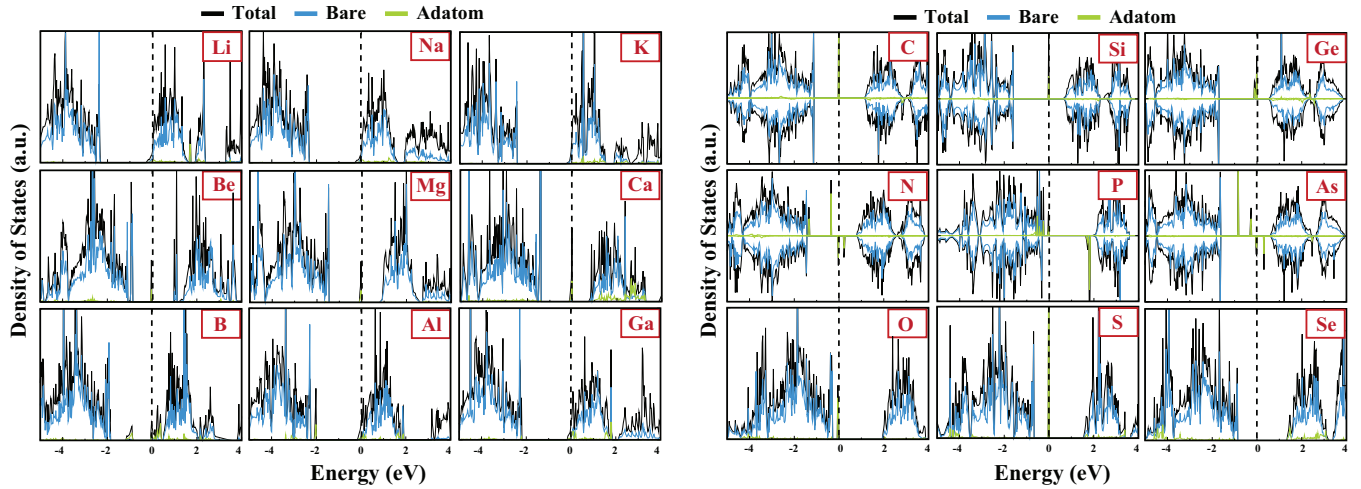 Total Bare Adatom
Total Bare Adatom
Density of States (a.u.)
Li Na K
Be Mg Ca
B Al Ga
-4 -2 0 2 4 -4 -2 0 2 4 -4 -2 0 2 4
Energy (eV)
Density of States (a.u.)
C Si Ge
N P As
O S Se
-4 -2 0 2 4 -4 -2 0 2 4 -4 -2 0 2 4
Energy (eV)